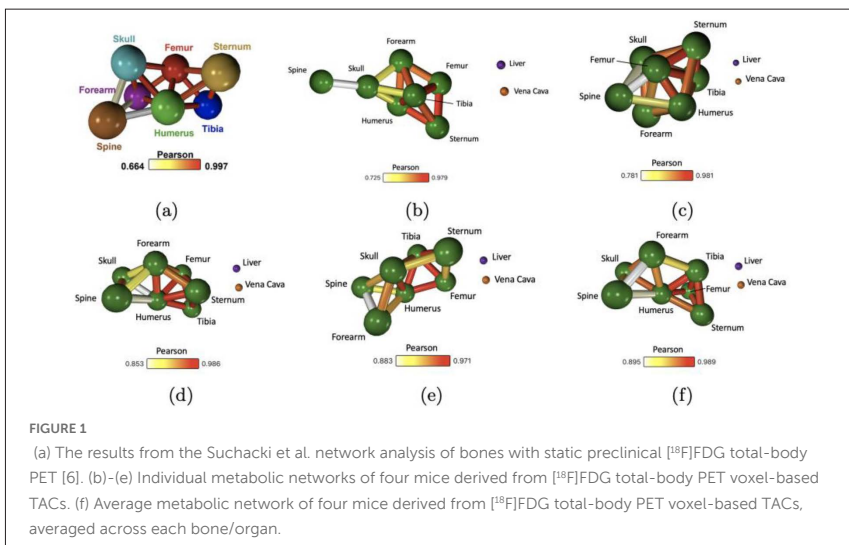 Skull
Femur
Sternum
Forearm
Spine
Humerus
Tibia
Pearson
0.664 0.997
(a)
Forearm
Skull
Femur
Spine
Tibia
Humerus
Sternum
Liver
Vena Cava
Pearson
0.725 0.979
(b)
Sternum
Skull
Femur
Tibia
Spine
Humerus
Forearm
Liver
Vena Cava
Pearson
0.781 0.981
(c)
Forearm
Skull
Femur
Spine
Sternum
Humerus
Tibia
Liver
Vena Cava
Pearson
0.853 0.986
(d)
Sternum
Tibia
Skull
Spine
Humerus
Femur
Forearm
Liver
Vena Cava
Pearson
0.883 0.971
(e)
Forearm
Skull
Tibia
Spine
Femur
Humerus
Sternum
Liver
Vena Cava
Pearson
0.895 0.989
(f)
FIGURE 1
(a) The results from the Suchacki et al. network analysis of bones with static preclinical [¹⁸F]FDG total-body
PET [6]. (b)-(e) Individual metabolic networks of four mice derived from [¹⁸F]FDG total-body PET voxel-based
TACs. (f) Average metabolic network of four mice derived from [¹⁸F]FDG total-body PET voxel-based TACs,
averaged across each bone/organ.